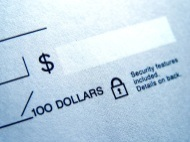 $
/100 DOLLARS
Security features
included.
Details on back.